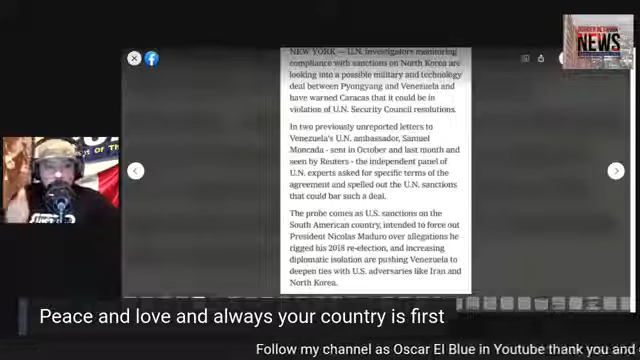 BORDER NETWORK
NEWS
NEW YORK — U.N. investigators monitoring
compliance with sanctions on North Korea are
looking into a possible military and technology
deal between Pyongyang and Venezuela and
have warned Caracas that it could be in
violation of U.N. Security Council resolutions.
In two previously unreported letters to
Venezuela's U.N. ambassador, Samuel
Moncada - sent in October and last month and
seen by Reuters - the independent panel of
U.N. experts asked for specific terms of the
agreement and spelled out the U.N. sanctions
that could bar such a deal.
The probe comes as U.S. sanctions on the
South American country, intended to force out
President Nicolas Maduro over allegations he
rigged his 2018 re-election, and increasing
diplomatic isolation are pushing Venezuela to
deepen ties with U.S. adversaries like Iran and
North Korea.
Peace and love and always your country is first
Follow my channel as Oscar El Blue in Youtube thank you and